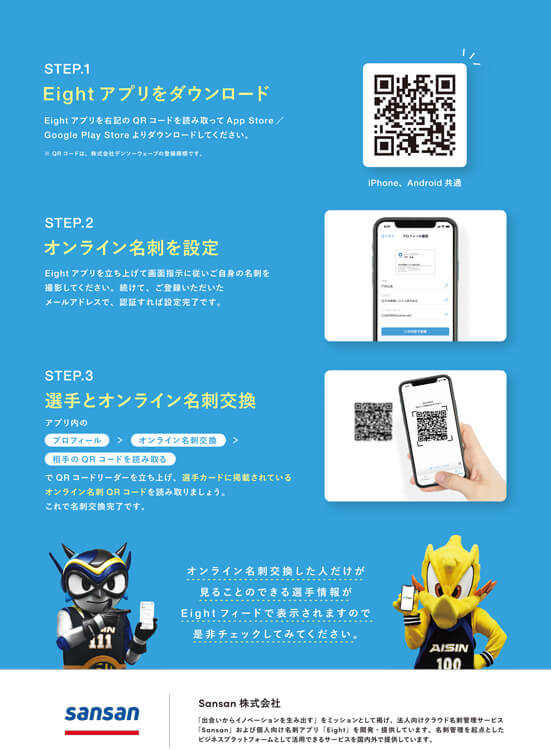 STEP.1
Eight アプリをダウンロード
Eight アプリを右記の QR コードを読み取って App Store／
Google Play Store よりダウンロードしてください。
※ QR コードは、株式会社デンソーウェーブの登録商標です。
iPhone、Android 共通
STEP.2
オンライン名刺を設定
Eight アプリを立ち上げて画面指示に従いご自身の名刺を
撮影してください。続けて、ご登録いただいた
メールアドレスで、認証すれば設定完了です。
STEP.3
選手とオンライン名刺交換
アプリ内の
プロフィール > オンライン名刺交換 >
相手の QR コードを読み取る
で QR コードリーダーを立ち上げ、選手カードに掲載されている
オンライン名刺 QR コードを読み取りましょう。
これで名刺交換完了です。
オンライン名刺交換した人だけが
見ることのできる選手情報が
Eight フィードで表示されますので
是非チェックしてみてください。
AISIN
111
AISIN
100
sansan
Sansan 株式会社
「出会いからイノベーションを生み出す」をミッションとして掲げ、法人向けクラウド名刺管理サービス
「Sansan」および個人向け名刺アプリ「Eight」を開発・提供しています。名刺管理を起点とした
ビジネスプラットフォームとして活用できるサービスを国内外で提供しています。